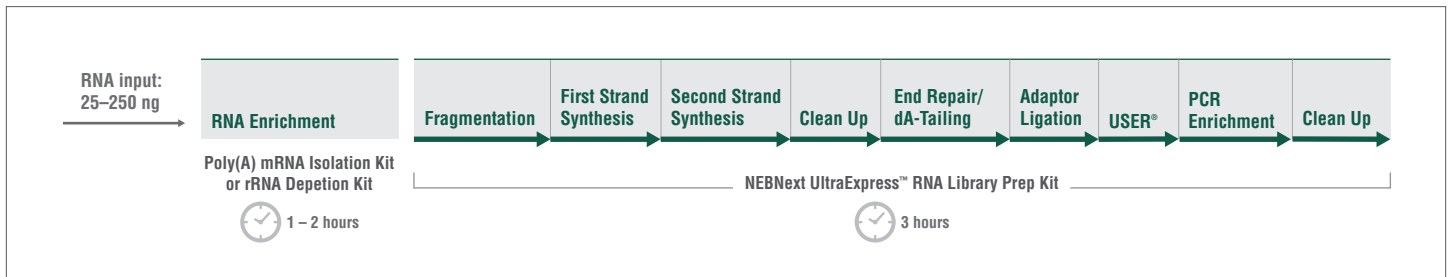 RNA input:
25–250 ng
RNA Enrichment
Fragmentation
First Strand
Synthesis
Second Strand
Synthesis
Clean Up
End Repair/
dA-Tailing
Adaptor
Ligation
USER®
PCR
Enrichment
Clean Up
Poly(A) mRNA Isolation Kit
or rRNA Depetion Kit
1 – 2 hours
NEBNext UltraExpress™ RNA Library Prep Kit
3 hours